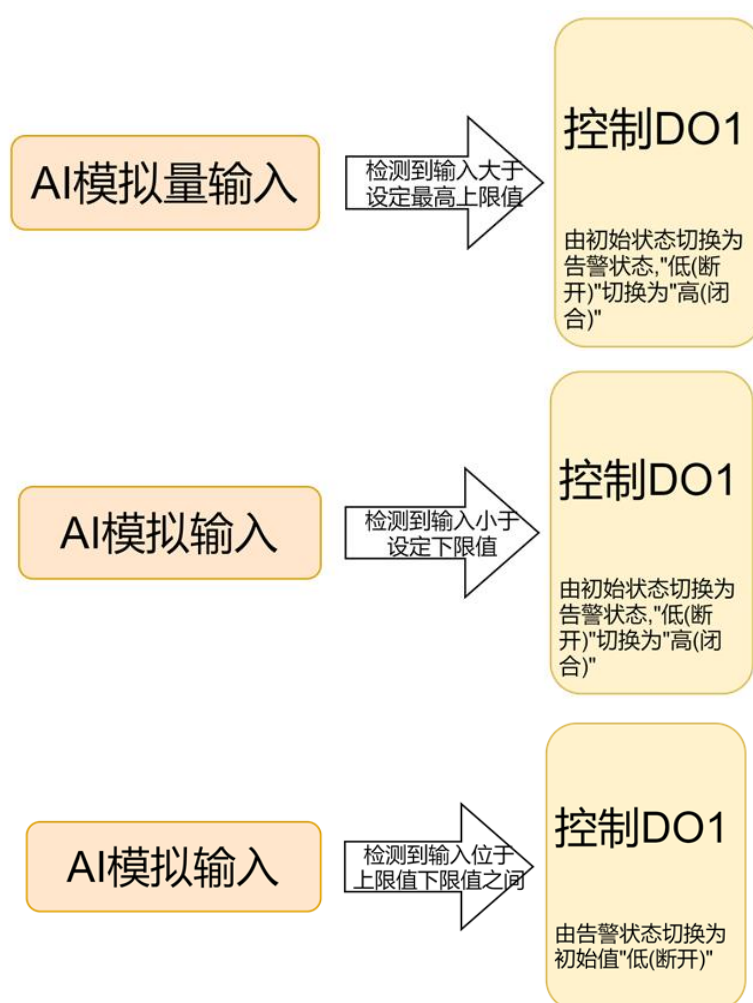 AI模拟量输入
检测到输入大于
设定最高上限值
控制DO1
由初始状态切换为
告警状态,"低(断
开)"切换为"高(闭
合)"
AI模拟输入
检测到输入小于
设定下限值
控制DO1
由初始状态切换为
告警状态,"低(断
开)"切换为"高(闭
合)"
AI模拟输入
检测到输入位于
上限值下限值之间
控制DO1
由告警状态切换为
初始值"低(断开)"